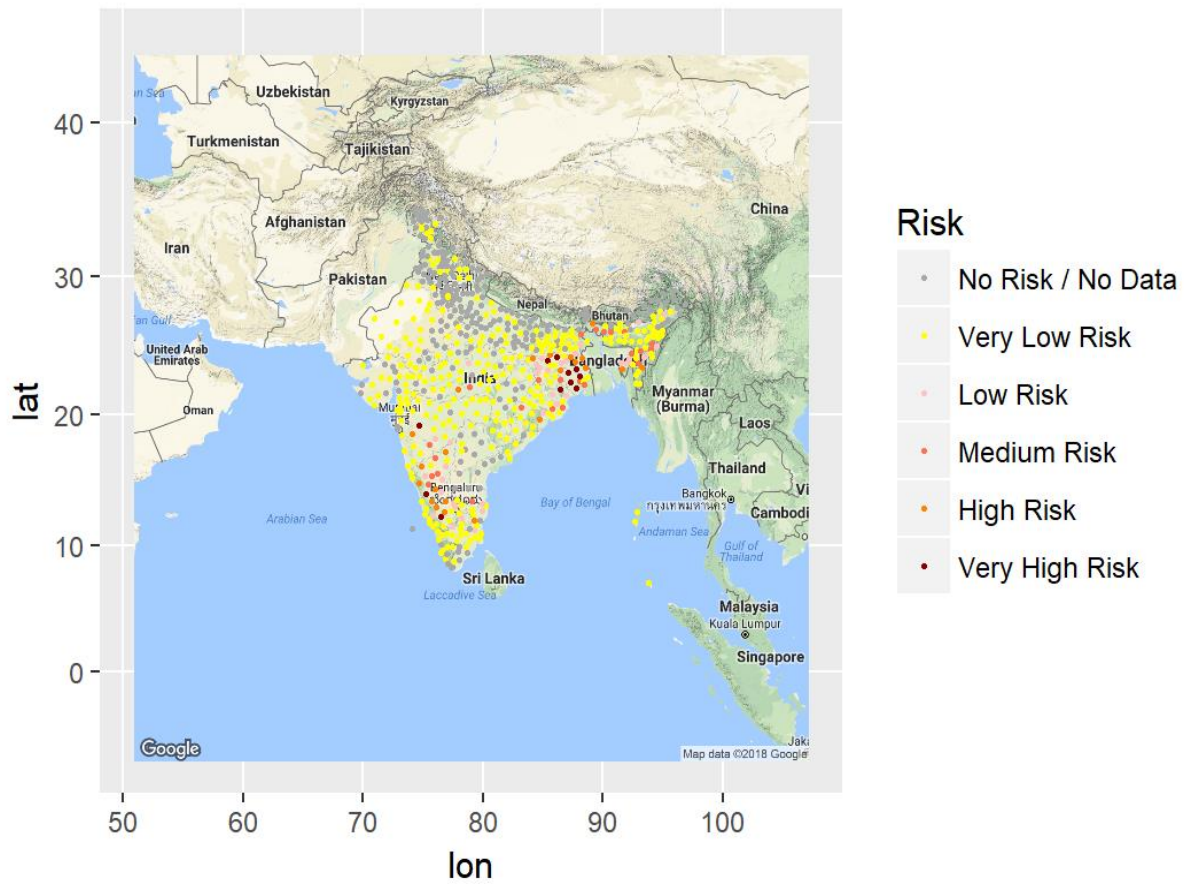 40
30
20
10
0
lat
50
60
70
80
90
100
lon
Uzbekistan
Kyrgyzstan
Turkmenistan
Tajikistan
China
Afghanistan
Iran
Pakistan
Nepal
Bhutan
an Gulf
United Arab
Emirates
India
Oman
Myanmar
(Burma)
Laos
Thailand
Bengaluru
Bangkok
กรุงเทพมหานคร
Bay of Bengal
Arabian Sea
Cambodi
Andaman Sea
Gulf of
Thailand
Sri Lanka
Laccadive Sea
Malaysia
Kuala Lumpur
Singapore
Jaka
Google
Map data ©2018 Google
Risk
No Risk / No Data
Very Low Risk
Low Risk
Medium Risk
High Risk
Very High Risk